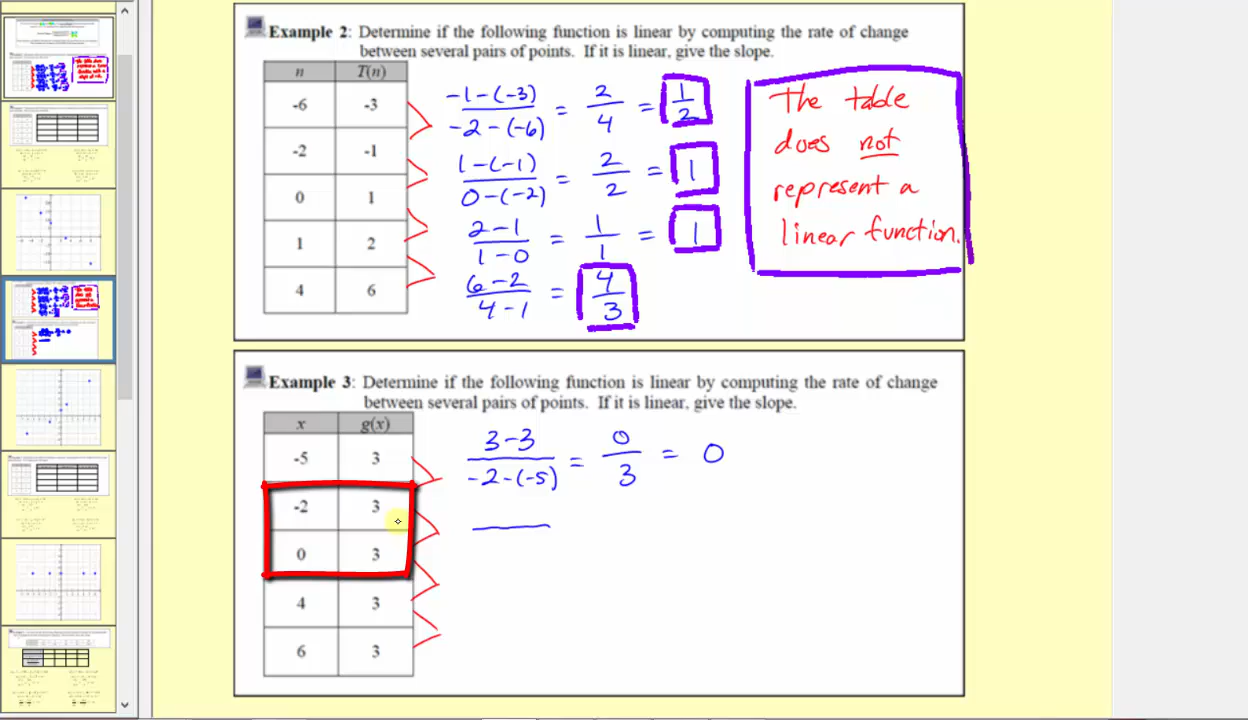 Example 2: Determine if the following function is linear by computing the rate of change
between several pairs of points. If it is linear, give the slope.
n T(n)
-6 -3
-2 -1
0 1
1 2
4 6
-1-(-3) / -2-(-6) = 2/4 = 1/2
1-(-1) / 0-(-2) = 2/2 = 1
2-1 / 1-0 = 1/1 = 1
6-2 / 4-1 = 4/3
The table
does not
represent a
linear function.
Example 3: Determine if the following function is linear by computing the rate of change
between several pairs of points. If it is linear, give the slope.
x g(x)
-5 3
-2 3
0 3
4 3
6 3
3-3 / -2-(-5) = 0/3 = 0